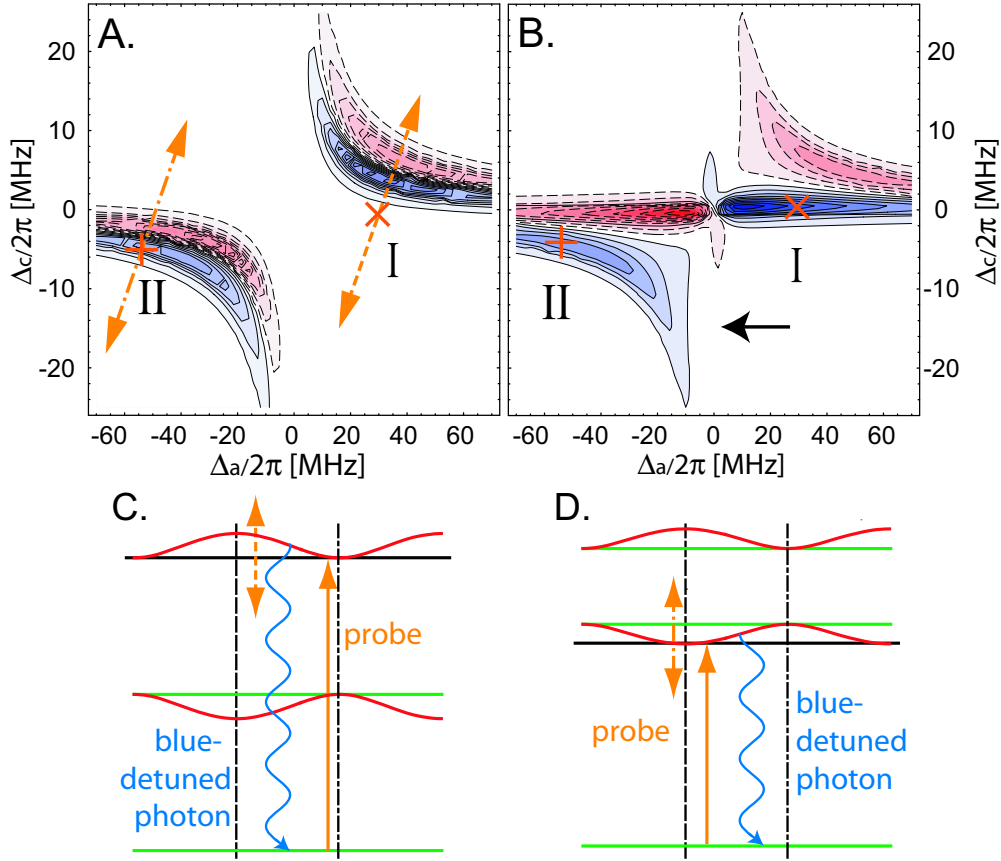 A.
B.
20
10
0
-10
-20
Δc/2π [MHz]
I
II
I
II
20
10
0
-10
-20
Δc/2π [MHz]
-60 -40 -20 0 20 40 60
-60 -40 -20 0 20 40 60
Δa/2π [MHz]
Δa/2π [MHz]
C.
D.
probe
blue-
detuned
photon
probe
blue-
detuned
photon